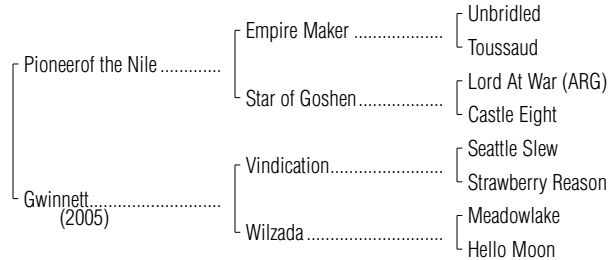 Unbridled
Empire Maker ....................
Toussaud
Pioneerof the Nile .............
Lord At War (ARG)
Star of Goshen...................
Castle Eight
Seattle Slew
Vindication.........................
Strawberry Reason
Gwinnett............................
(2005)
Meadowlake
Wilzada ..............................
Hello Moon